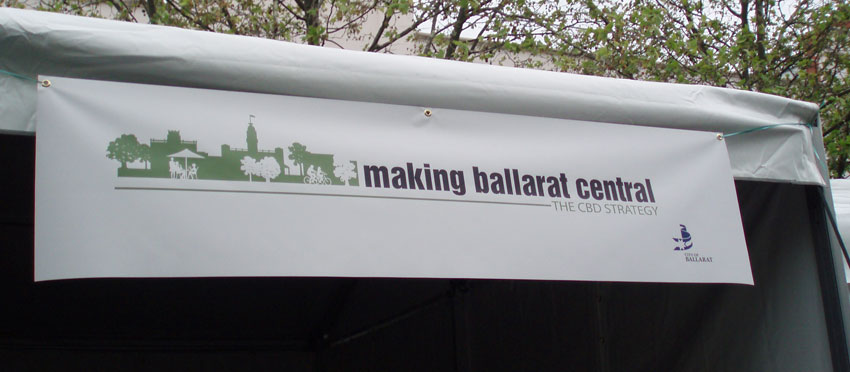 making ballarat central
THE CBD STRATEGY
CITY OF
BALLARAT